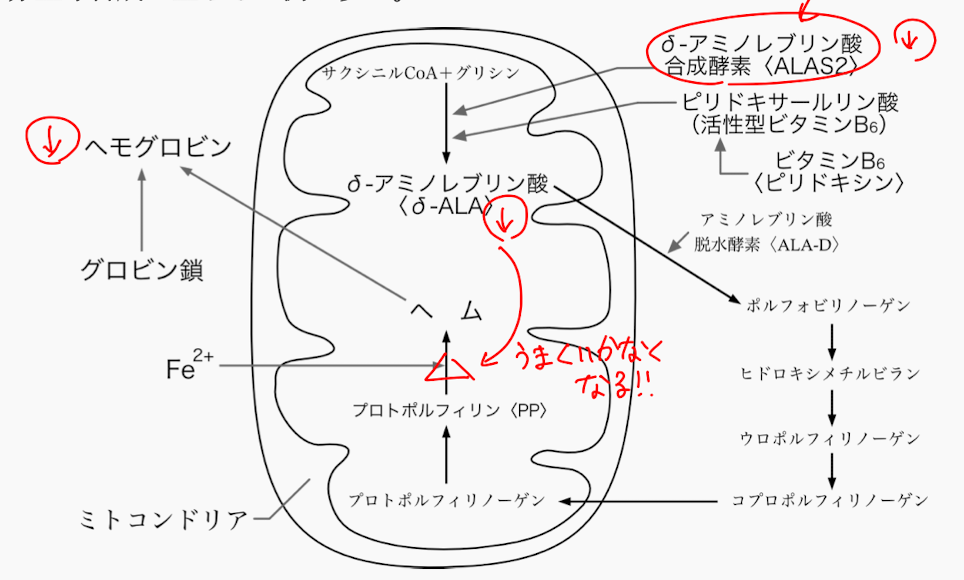 δ-アミノレブリン酸
合成酵素〈ALAS2〉
↓
サクシニルCoA+グリシン
ピリドキサールリン酸
(活性型ビタミンB₆)
↓
ヘモグロビン
ビタミンB₆
〈ピリドキシン〉
δ-アミノレブリン酸
〈δ-ALA〉
↓
アミノレブリン酸
脱水酵素〈ALA-D〉
グロビン鎖
ヘム
ポルフォビリノーゲン
Fe²⁺
うまくいかなく
なる!!
ヒドロキシメチルビラン
プロトポルフィリン〈PP〉
ウロポルフィリノーゲン
プロトポルフィリノーゲン
コプロポルフィリノーゲン
ミトコンドリア